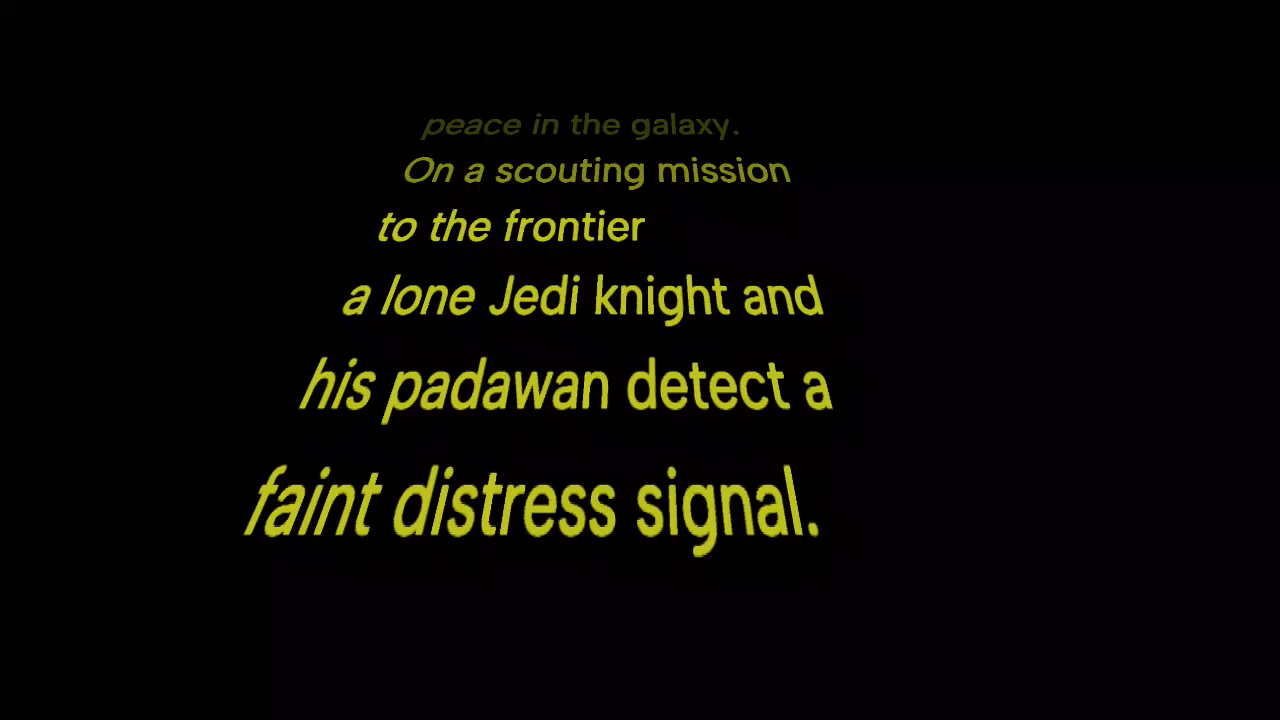 peace in the galaxy.
On a scouting mission
to the frontier
a lone Jedi knight and
his padawan detect a
faint distress signal.